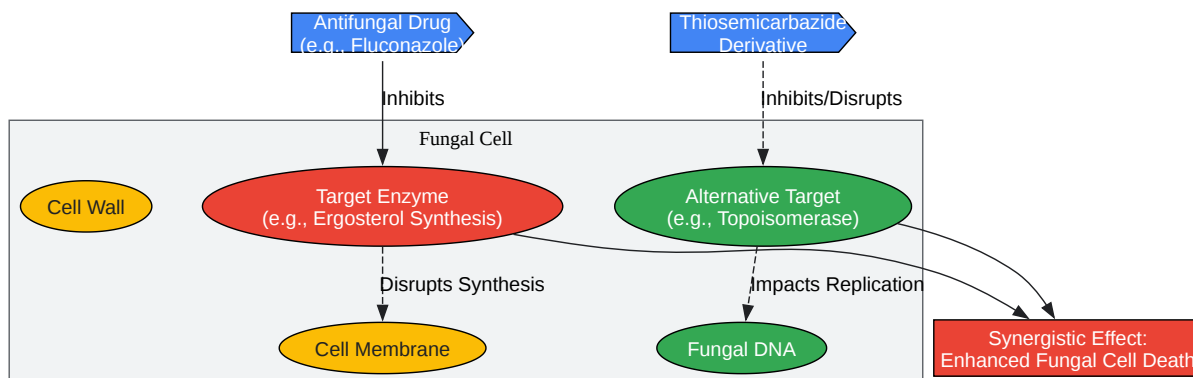 Antifungal Drug
(e.g., Fluconazole)
Thiosemicarbazide
Derivative
Inhibits
Inhibits/Disrupts
Fungal Cell
Cell Wall
Target Enzyme
(e.g., Ergosterol Synthesis)
Alternative Target
(e.g., Topoisomerase)
Disrupts Synthesis
Impacts Replication
Cell Membrane
Fungal DNA
Synergistic Effect:
Enhanced Fungal Cell Death